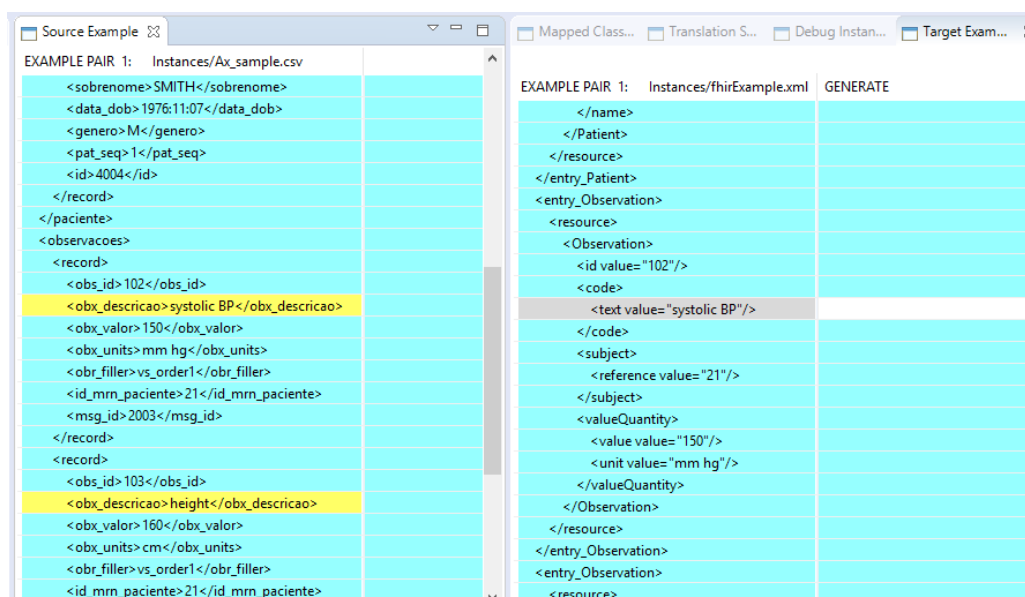 Source Example
EXAMPLE PAIR 1: Instances/Ax_sample.csv
<sobrenome>SMITH</sobrenome>
<data_dob>1976:11:07</data_dob>
<genero>M</genero>
<pat_seq>1</pat_seq>
<id>4004</id>
</record>
</paciente>
<observacoes>
<record>
<obs_id>102</obs_id>
<obx_descricao>systolic BP</obx_descricao>
<obx_valor>150</obx_valor>
<obx_units>mm hg</obx_units>
<obr_filler>vs_order1</obr_filler>
<id_mrn_paciente>21</id_mrn_paciente>
<msg_id>2003</msg_id>
</record>
<record>
<obs_id>103</obs_id>
<obx_descricao>height</obx_descricao>
<obx_valor>160</obx_valor>
<obx_units>cm</obx_units>
<obr_filler>vs_order1</obr_filler>
<id_mrn_paciente>21</id_mrn_paciente>
Mapped Class... Translation S... Debug Instan... Target Exam...
EXAMPLE PAIR 1: Instances/fhirExample.xml GENERATE
</name>
</Patient>
</resource>
</entry_Patient>
<entry_Observation>
<resource>
<Observation>
<id value="102"/>
<code>
<text value="systolic BP"/>
</code>
<subject>
<reference value="21"/>
</subject>
<valueQuantity>
<value value="150"/>
<unit value="mm hg"/>
</valueQuantity>
</Observation>
</resource>
</entry_Observation>
<entry_Observation>
<resource>